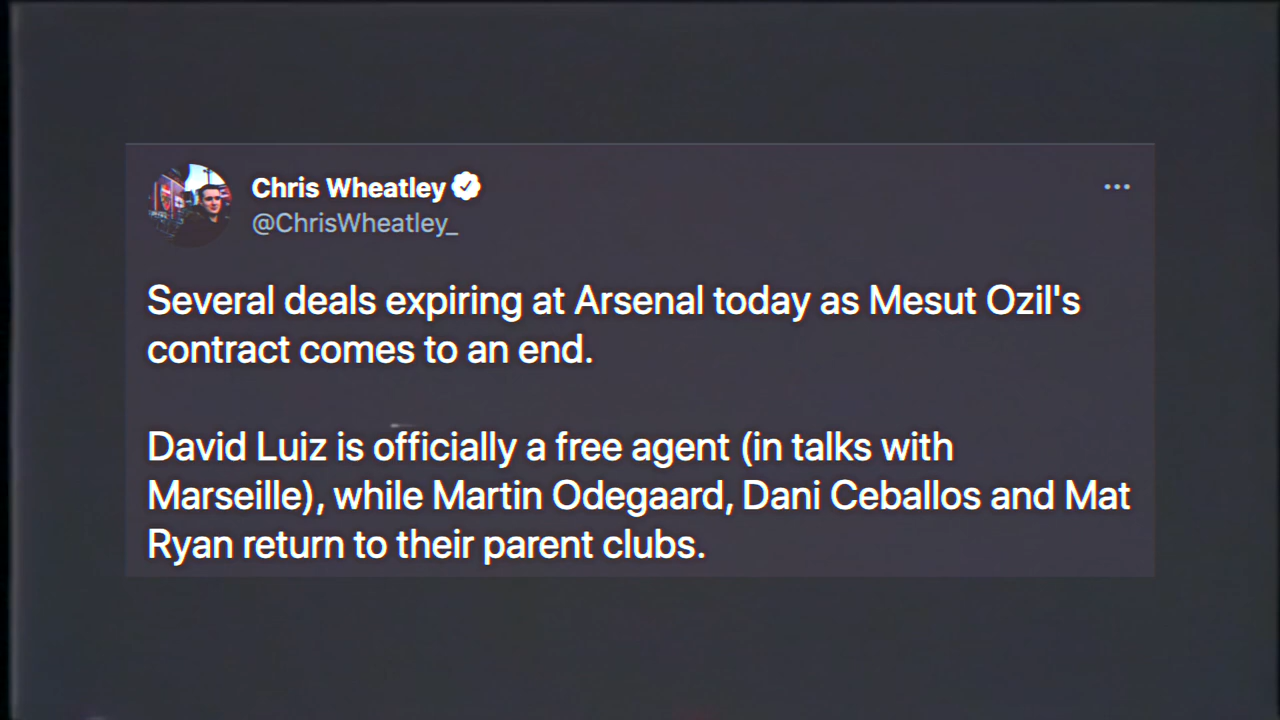 Chris Wheatley
@ChrisWheatley_
Several deals expiring at Arsenal today as Mesut Ozil's
contract comes to an end.
David Luiz is officially a free agent (in talks with
Marseille), while Martin Odegaard, Dani Ceballos and Mat
Ryan return to their parent clubs.